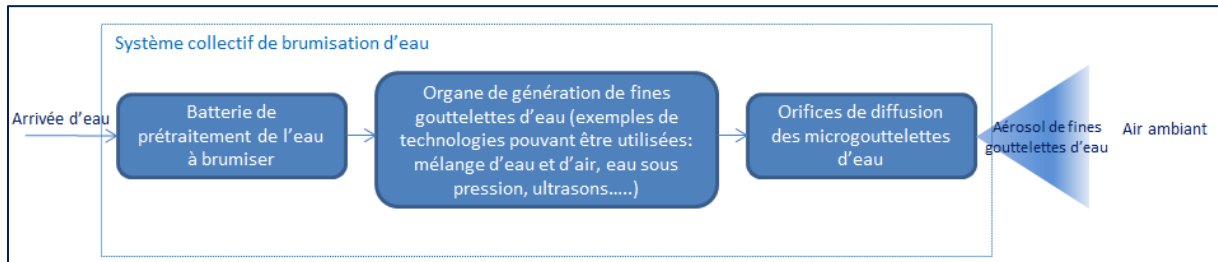 Système collectif de brumisation d'eau
Arrivée d'eau
Batterie de
prétraitement de l'eau
à brumiser
Organe de génération de fines
gouttelettes d'eau (exemples de
technologies pouvant être utilisées:
mélange d'eau et d'air, eau sous
pression, ultrasons.....)
Orifices de diffusion
des microgouttelettes
d'eau
Aérosol de fines
gouttelettes d'eau
Air ambiant